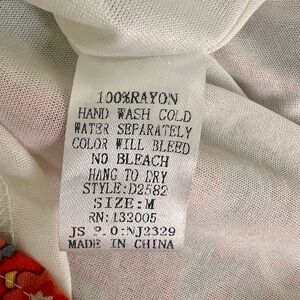 100%RAYON
HAND WASH COLD
WATER SEPARATELY
COLOR WILL BLEED
NO BLEACH
HANG TO DRY
STYLE:D2582
SIZE:M
RN:132005
JS P.O:NJ2329
MADE IN CHINA